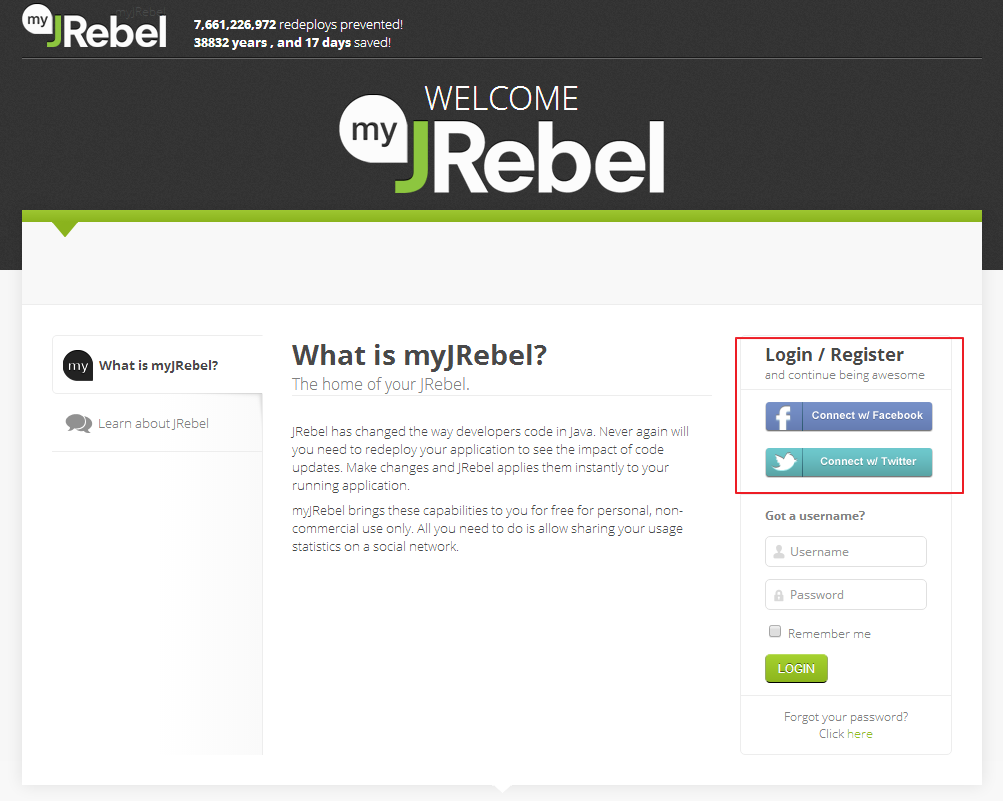 my JRebel
myJRebel
7,661,226,972 redeploys prevented!
38832 years , and 17 days saved!
WELCOME
my JRebel
my What is myJRebel?
Learn about JRebel
What is myJRebel?
The home of your JRebel.
JRebel has changed the way developers code in Java. Never again will
you need to redeploy your application to see the impact of code
updates. Make changes and JRebel applies them instantly to your
running application.
myJRebel brings these capabilities to you for free for personal, non-
commercial use only. All you need to do is allow sharing your usage
statistics on a social network.
Login / Register
and continue being awesome
Connect w/ Facebook
Connect w/ Twitter
Got a username?
Username
Password
Remember me
LOGIN
Forgot your password?
Click here